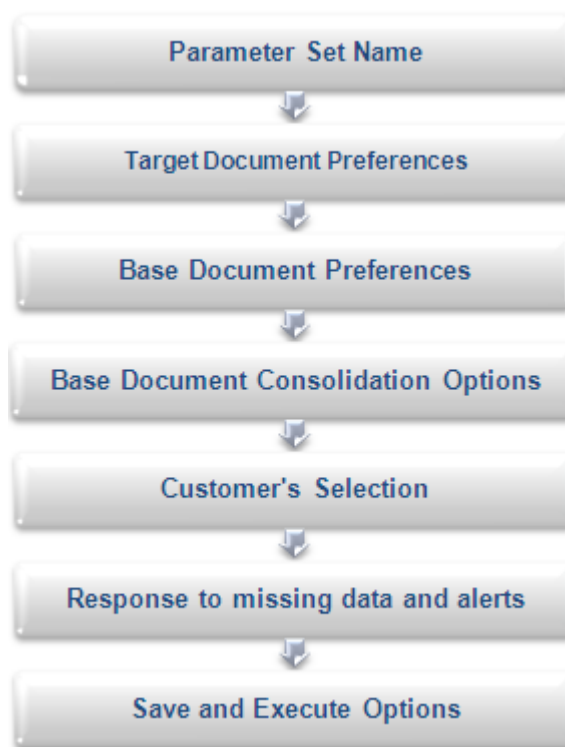 Parameter Set Name
Target Document Preferences
Base Document Preferences
Base Document Consolidation Options
Customer's Selection
Response to missing data and alerts
Save and Execute Options